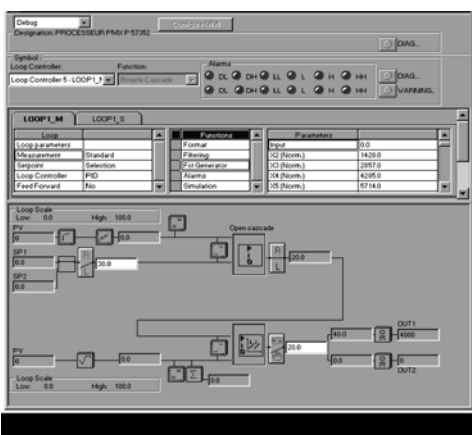 Debug
Configure MMI
Designation: PROCESSEUR PMX P 57352
DIAG...
Symbol:
Loop Controller: Function: Alarms
Loop Controller 5 - LOOP1_M Boucle Cascade
DL DH LL L H HH DIAG...
DL DH LL L H HH WARNING...
LOOP1_M LOOP1_S
Loop Functions Parameters
Loop parameters Format Input 0.0
Measurement Standard Filtering X2 (Norm.) 1428.0
Setpoint Selection Fct Generator X3 (Norm.) 2857.0
Loop Controller PID Alarms X4 (Norm.) 4285.0
Feed Forward No Simulation X5 (Norm.) 5714.0
Loop Scale
Low: 0.0 High: 100.0
PV
0 0.0
Open cascade
SP1
0.0 R L 30.0 PID R L 20.0
SP2
0.0
PID 20.0 40.0 OUT1 4000
PV
0 0.0 0.0 0.0 0 OUT2
Loop Scale
Low: 0.0 High: 100.0